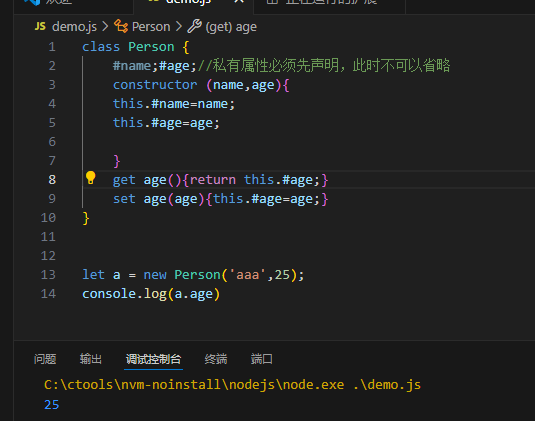 demo.js
JS demo.js > Person > (get) age
1 class Person {
2 #name;#age;//私有属性必须先声明，此时不可以省略
3 constructor (name,age){
4 this.#name=name;
5 this.#age=age;
6
7 }
8 get age(){return this.#age;}
9 set age(age){this.#age=age;}
10 }
11
12
13 let a = new Person('aaa',25);
14 console.log(a.age)
问题 输出 调试控制台 终端 端口
C:\ctools\nvm-noinstall\nodejs\node.exe .\demo.js
25